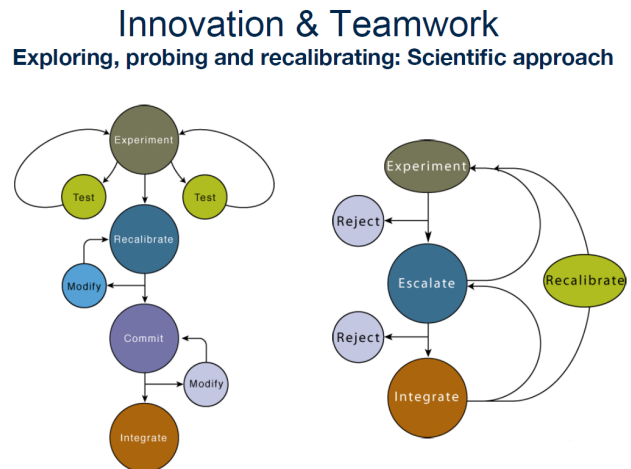 Innovation & Teamwork
Exploring, probing and recalibrating: Scientific approach
Experiment
Test
Test
Recalibrate
Modify
Commit
Modify
Integrate
Experiment
Reject
Escalate
Recalibrate
Reject
Integrate